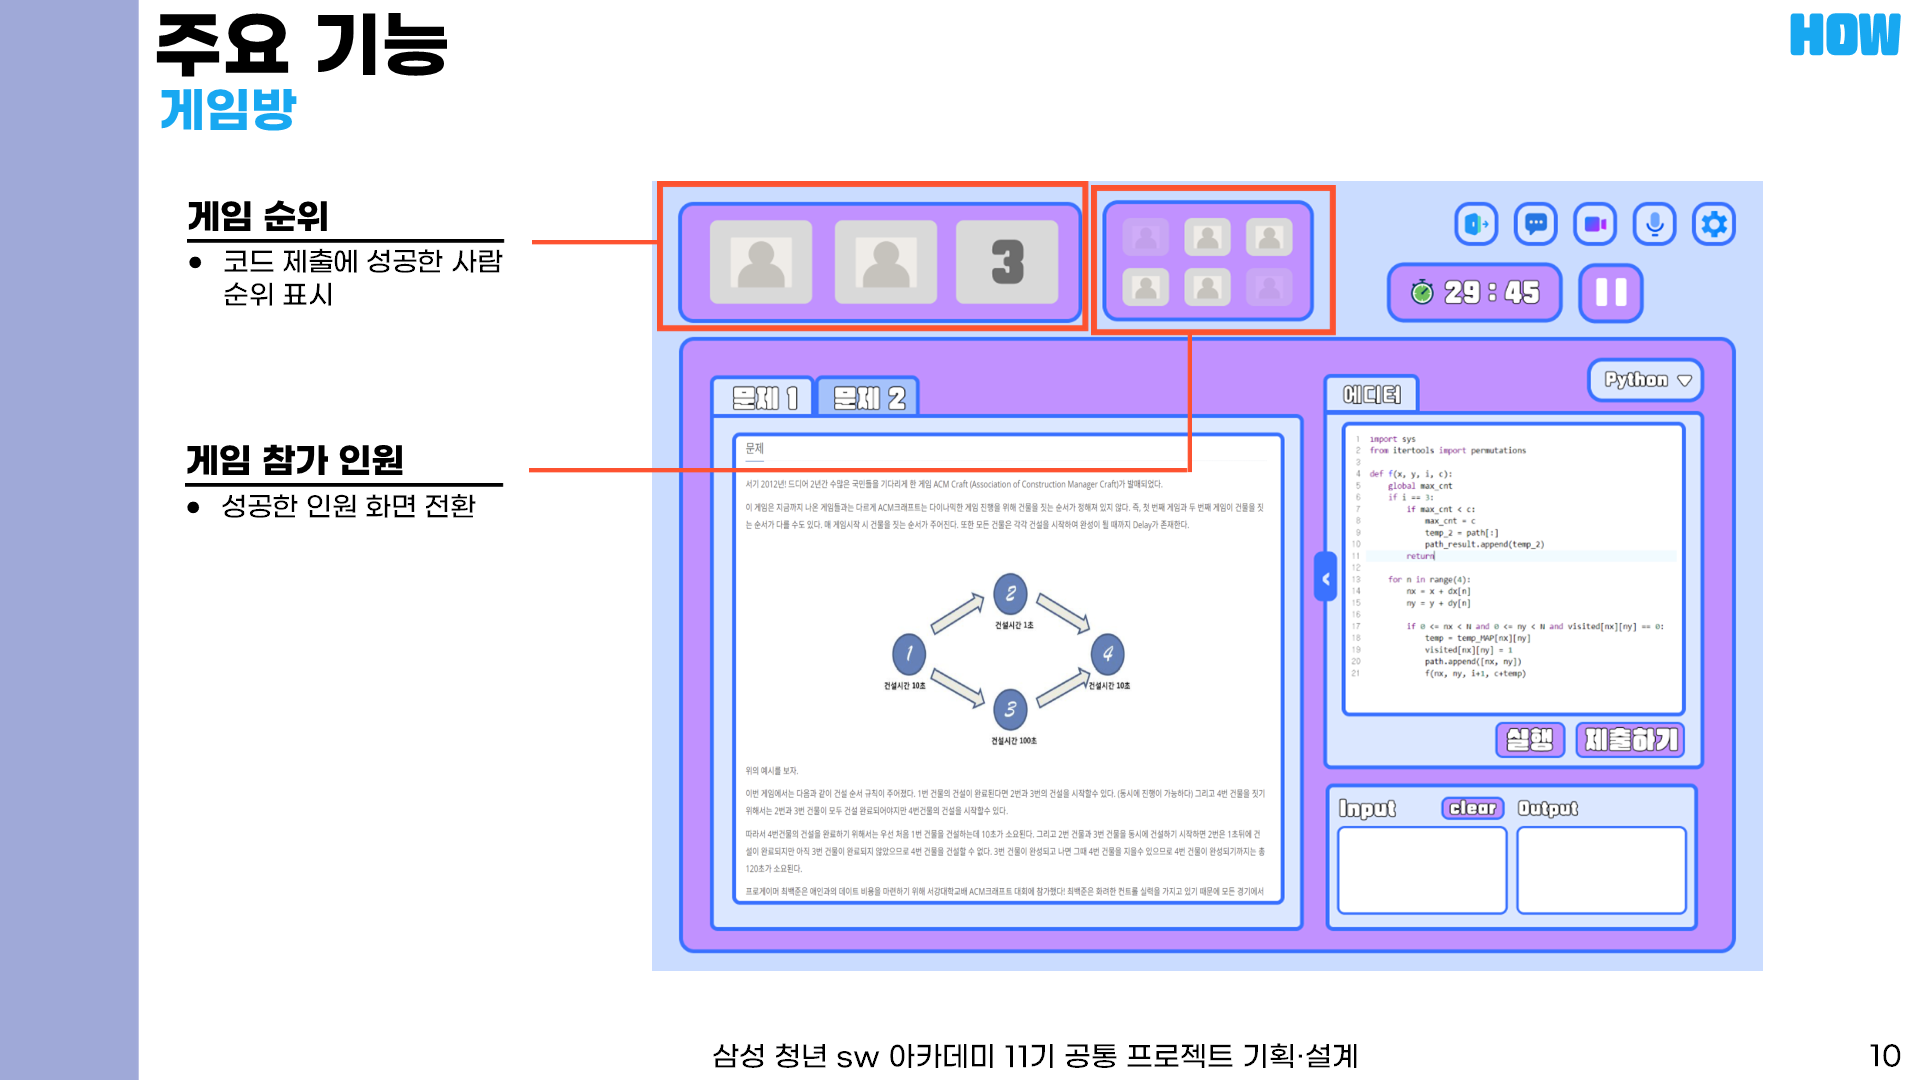 주요 기능
HOW
게임방
게임 순위
● 코드 제출에 성공한 사람
순위 표시
게임 참가 인원
● 성공한 인원 화면 전환
3
29 : 45
문제 1
문제 2
문제
서기 2012년! 드디어 2년간 수많은 국민들을 기다리게 한 게임 ACM Craft (Association of Construction Manager Craft)가 발매되었다.
이 게임은 지금까지 나온 게임들과는 다르게 ACM크래프트는 다이나믹한 게임 진행을 위해 건물을 짓는 순서가 정해져 있지 않다. 즉, 첫 번째 게임과 두 번째 게임이 건물을 짓
는 순서가 다를 수도 있다. 매 게임시작 시 건물을 짓는 순서가 주어진다. 또한 모든 건물은 각각 건설을 시작하여 완성이 될 때까지 Delay가 존재한다.
2
건설시간 1초
1
건설시간 10초
4
건설시간 10초
3
건설시간 100초
위의 예시를 보자.
이번 게임에서는 다음과 같이 건설 순서 규칙이 주어졌다. 1번 건물의 건설이 완료된다면 2번과 3번의 건설을 시작할수 있다. (동시에 진행이 가능하다) 그리고 4번 건물을 짓기
위해서는 2번과 3번 건물이 모두 건설 완료되어야지만 4번건물의 건설을 시작할수 있다.
따라서 4번건물의 건설을 완료하기 위해서는 우선 처음 1번 건물을 건설하는데 10초가 소요된다. 그리고 2번 건물과 3번 건물을 동시에 건설하기 시작하면 2번은 1초뒤에 건
설이 완료되지만 아직 3번 건물이 완료되지 않았으므로 4번 건물을 건설할 수 없다. 3번 건물이 완성되고 나면 그때 4번 건물을 지을수 있으므로 4번 건물이 완성되기까지는 총
120초가 소요된다.
프로게이머 최백준은 애인과의 데이트 비용을 마련하기 위해 서강대학교배 ACM크래프트 대회에 참가했다! 최백준은 화려한 컨트롤 실력을 가지고 있기 때문에 모든 경기에서
에디터
Python
1 import sys
2 from itertools import permutations
3
4 def f(x, y, i, c):
5 global max_cnt
6 if i == 3:
7 if max_cnt < c:
8 max_cnt = c
9 temp_2 = path[:]
10 path_result.append(temp_2)
11 return
12
13 for n in range(4):
14 nx = x + dx[n]
15 ny = y + dy[n]
16
17 if 0 <= nx < N and 0 <= ny < N and visited[nx][ny] == 0:
18 temp = temp_MAP[nx][ny]
19 visited[nx][ny] = 1
20 path.append([nx, ny])
21 f(nx, ny, i+1, c+temp)
실행
제출하기
Input
clear
Output
삼성 청년 sw 아카데미 11기 공통 프로젝트 기획·설계
10